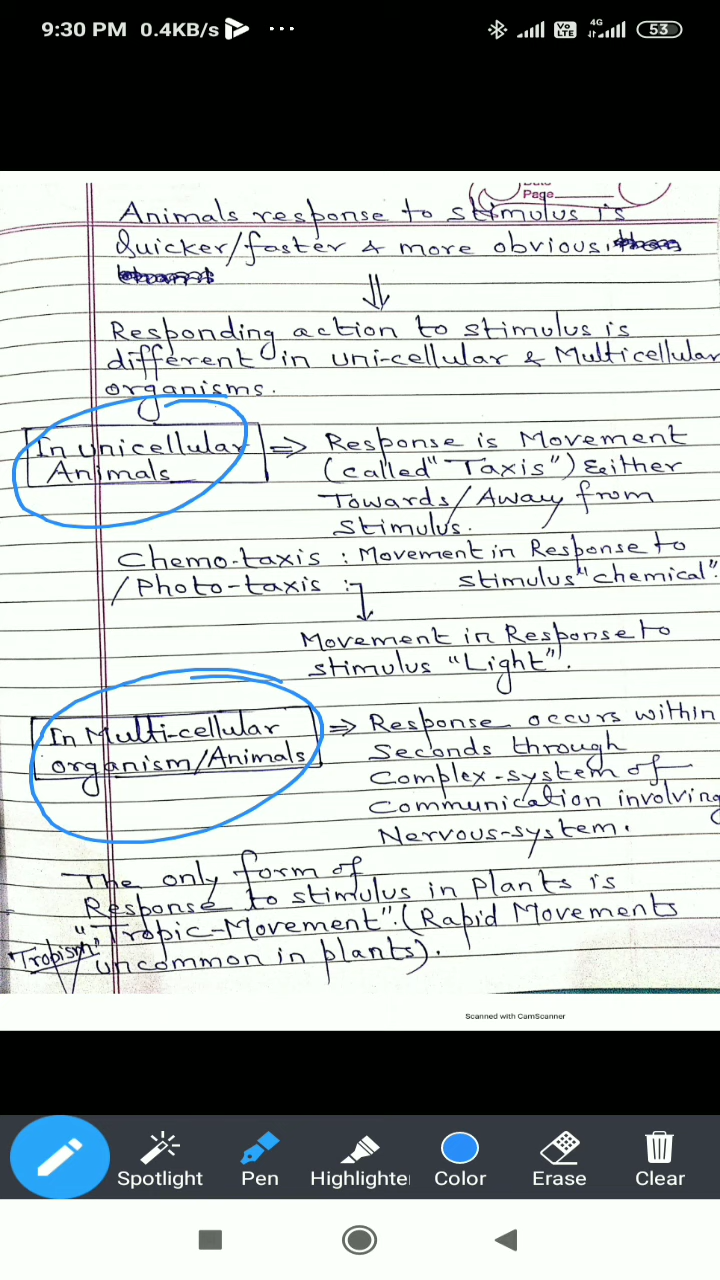 9:30 PM 0.4KB/s ...
Vo LTE 4G 53
Page
Animals response to stimulus is
Quicker/faster & more obvious.
⇓
Responding action to stimulus is
different in uni-cellular & Multicellular
organisms.
In unicellular ⇒ Response is Movement
Animals (called "Taxis") Either
Towards/Away from
Stimulus.
Chemo-taxis : Movement in Response to
/Photo-taxis : stimulus "chemical".
Movement in Response to
stimulus "Light".
In Multi-cellular ⇒ Response occurs within
organism/Animals Seconds through
Complex-system of
Communication involving
Nervous-system.
The only form of
Response to stimulus in plants is
"Tropic-Movement". (Rapid Movements
"Tropism" uncommon in plants).
Scanned with CamScanner
Spotlight Pen Highlighte Color Erase Clear